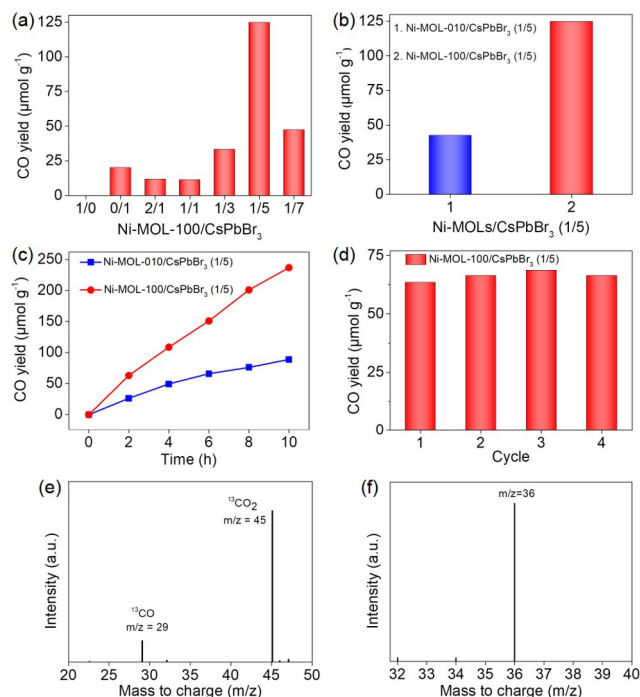 (a)
CO yield (μmol g⁻¹)
125
100
75
50
25
0
1/0 0/1 2/1 1/1 1/3 1/5 1/7
Ni-MOL-100/CsPbBr₃
(b)
CO yield (μmol g⁻¹)
125
100
75
50
25
0
1. Ni-MOL-010/CsPbBr₃ (1/5)
2. Ni-MOL-100/CsPbBr₃ (1/5)
1 2
Ni-MOLs/CsPbBr₃ (1/5)
(c)
CO yield (μmol g⁻¹)
250
200
150
100
50
0
Ni-MOL-010/CsPbBr₃ (1/5)
Ni-MOL-100/CsPbBr₃ (1/5)
0 2 4 6 8 10
Time (h)
(d)
CO yield (μmol g⁻¹)
75
50
25
75
0
Ni-MOL-100/CsPbBr₃ (1/5)
1 2 3 4
Cycle
(e)
Intensity (a.u.)
¹³CO₂
m/z = 45
¹³CO
m/z = 29
20 25 30 35 40 45 50
Mass to charge (m/z)
(f)
Intensity (a.u.)
m/z=36
32 34 36 38 40
Mass to charge (m/z)